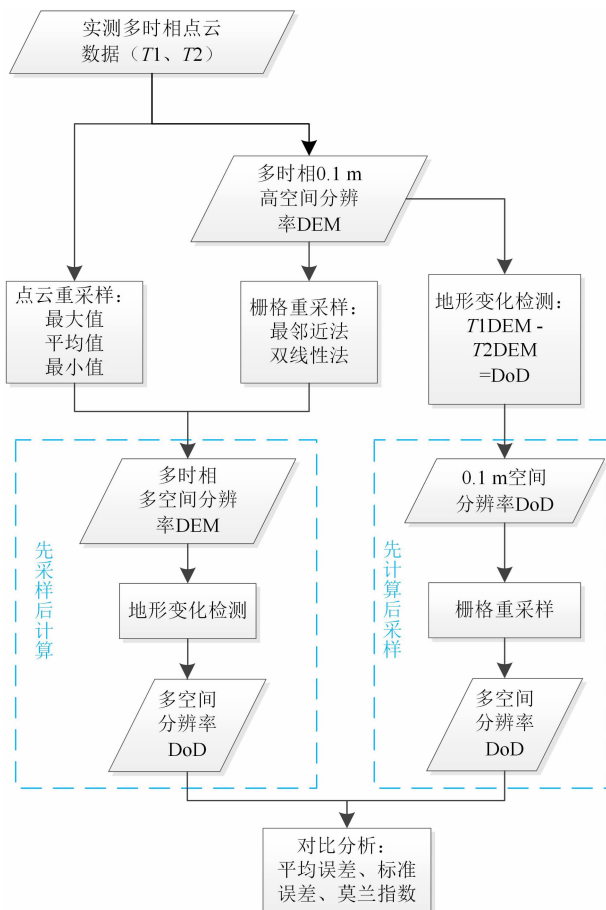 实测多时相点云
数据（T1、T2）
多时相0.1 m
高空间分辨
率DEM
点云重采样：
最大值
平均值
最小值
栅格重采样：
最邻近法
双线性法
地形变化检测：
T1DEM -
T2DEM
=DoD
先采样后计算
多时相
多空间分辨
率DEM
地形变化检测
多空间
分辨率
DoD
先计算后采样
0.1 m空间
分辨率DoD
栅格重采样
多空间
分辨率
DoD
对比分析：
平均误差、标准
误差、莫兰指数